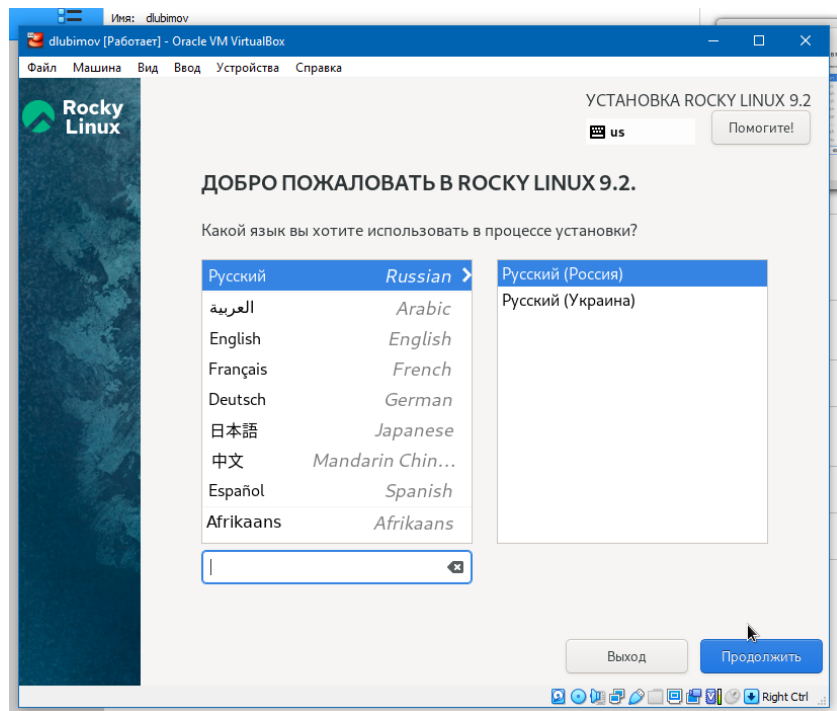 Имя: dlubimov
dlubimov [Работает] - Oracle VM VirtualBox
Файл Машина Вид Ввод Устройства Справка
Rocky Linux
УСТАНОВКА ROCKY LINUX 9.2
us
Помогите!
ДОБРО ПОЖАЛОВАТЬ В ROCKY LINUX 9.2.
Какой язык вы хотите использовать в процессе установки?
Русский Russian
Русский (Россия)
العربية Arabic
Русский (Украина)
English English
Français French
Deutsch German
日本語 Japanese
中文 Mandarin Chin...
Español Spanish
Afrikaans Afrikaans
Выход
Продолжить
Right Ctrl